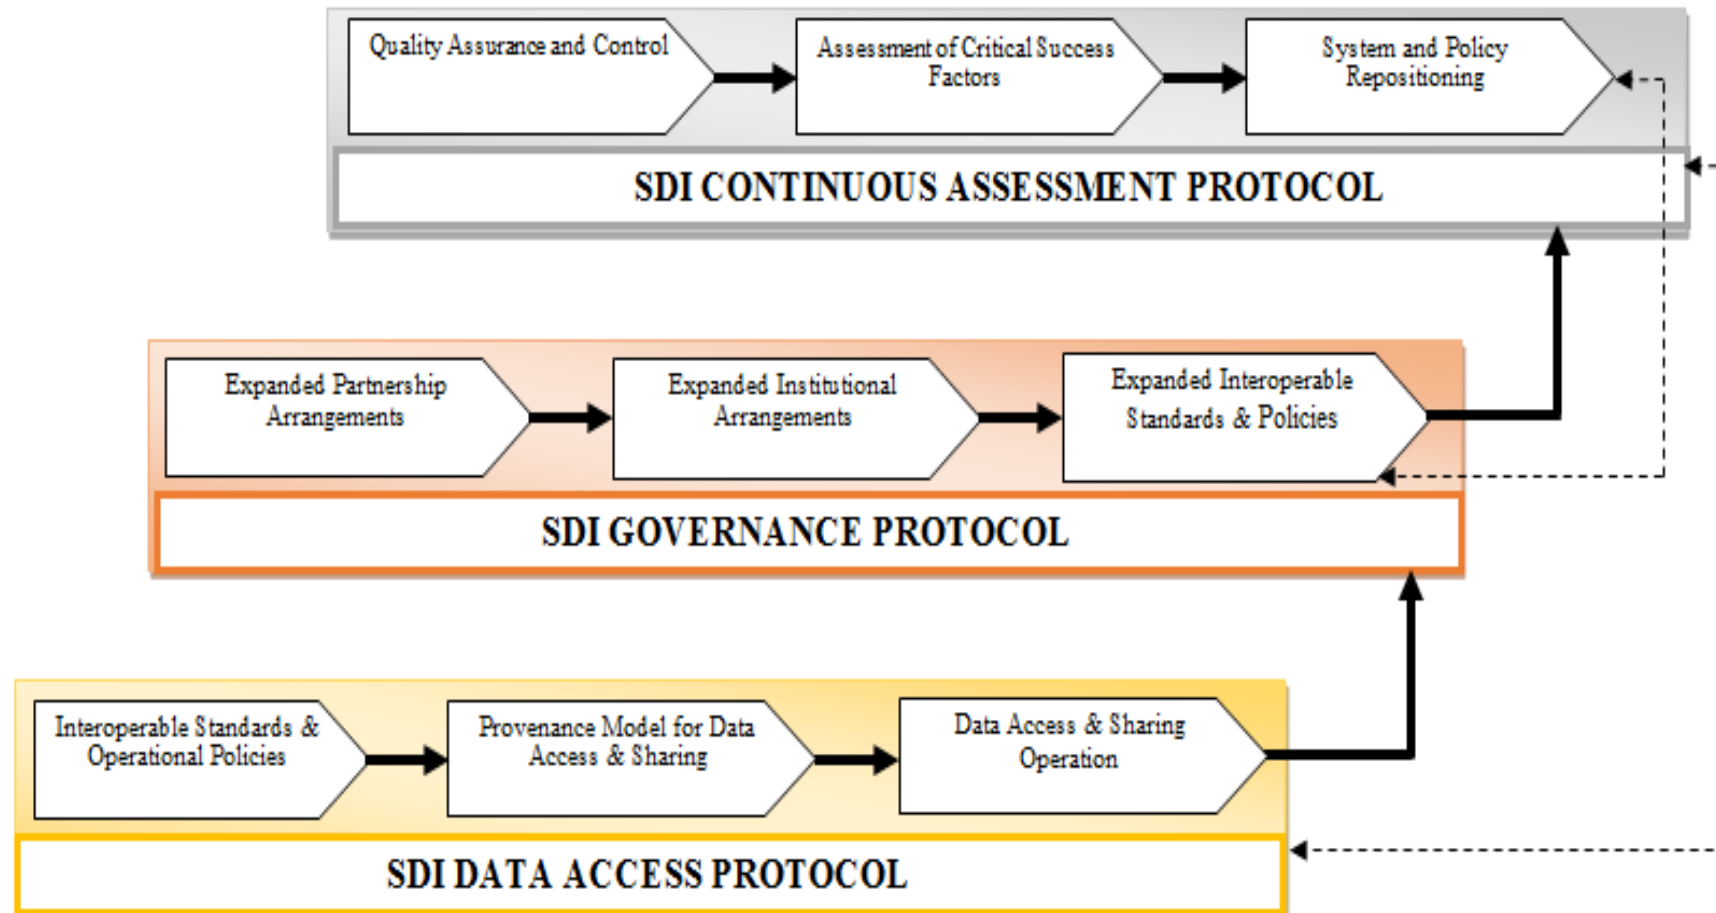 Quality Assurance and Control
Assessment of Critical Success
Factors
System and Policy
Repositioning
SDI CONTINUOUS ASSESSMENT PROTOCOL
Expanded Partnership
Arrangements
Expanded Institutional
Arrangements
Expanded Interoperable
Standards & Policies
SDI GOVERNANCE PROTOCOL
Interoperable Standards &
Operational Policies
Provenance Model for Data
Access & Sharing
Data Access & Sharing
Operation
SDI DATA ACCESS PROTOCOL